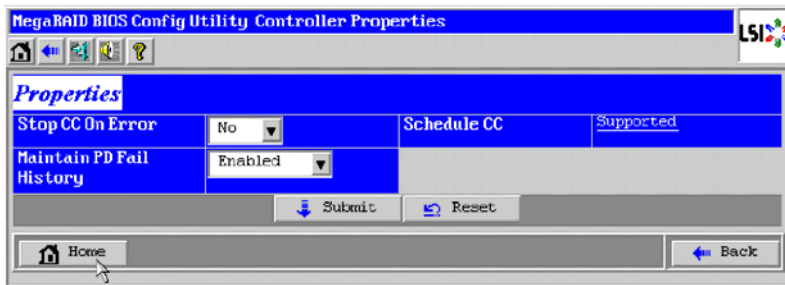 MegaRAID BIOS Config Utility Controller Properties
LSI
Properties
Stop CC On Error
No
Schedule CC
Supported
Maintain PD Fail
History
Enabled
Submit
Reset
Home
Back